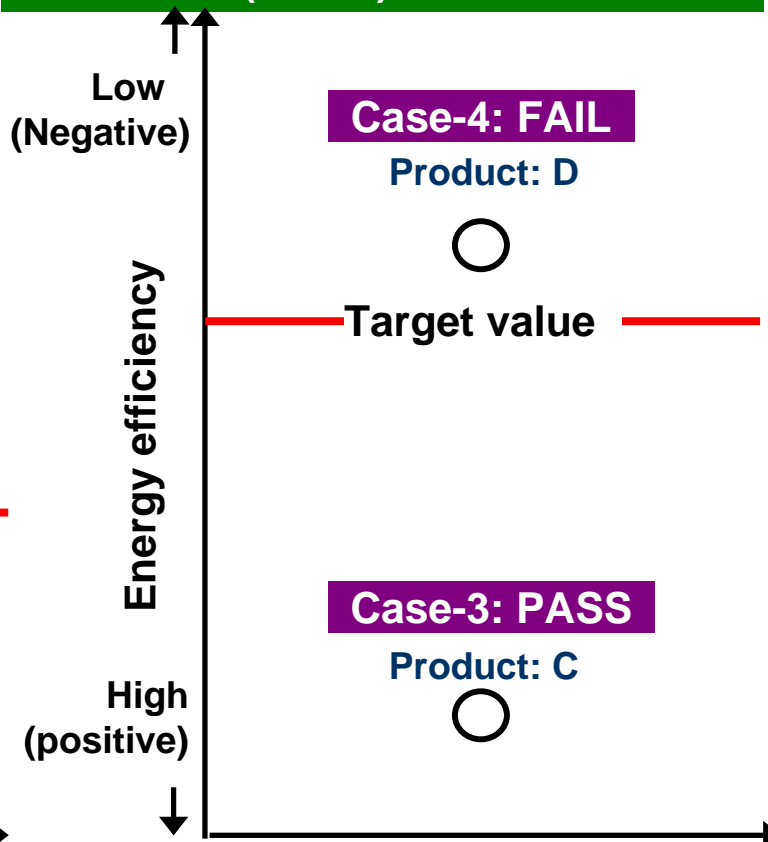 Low
(Negative)
Case-4: FAIL
Product: D
Target value
Energy efficiency
Case-3: PASS
Product: C
High
(positive)